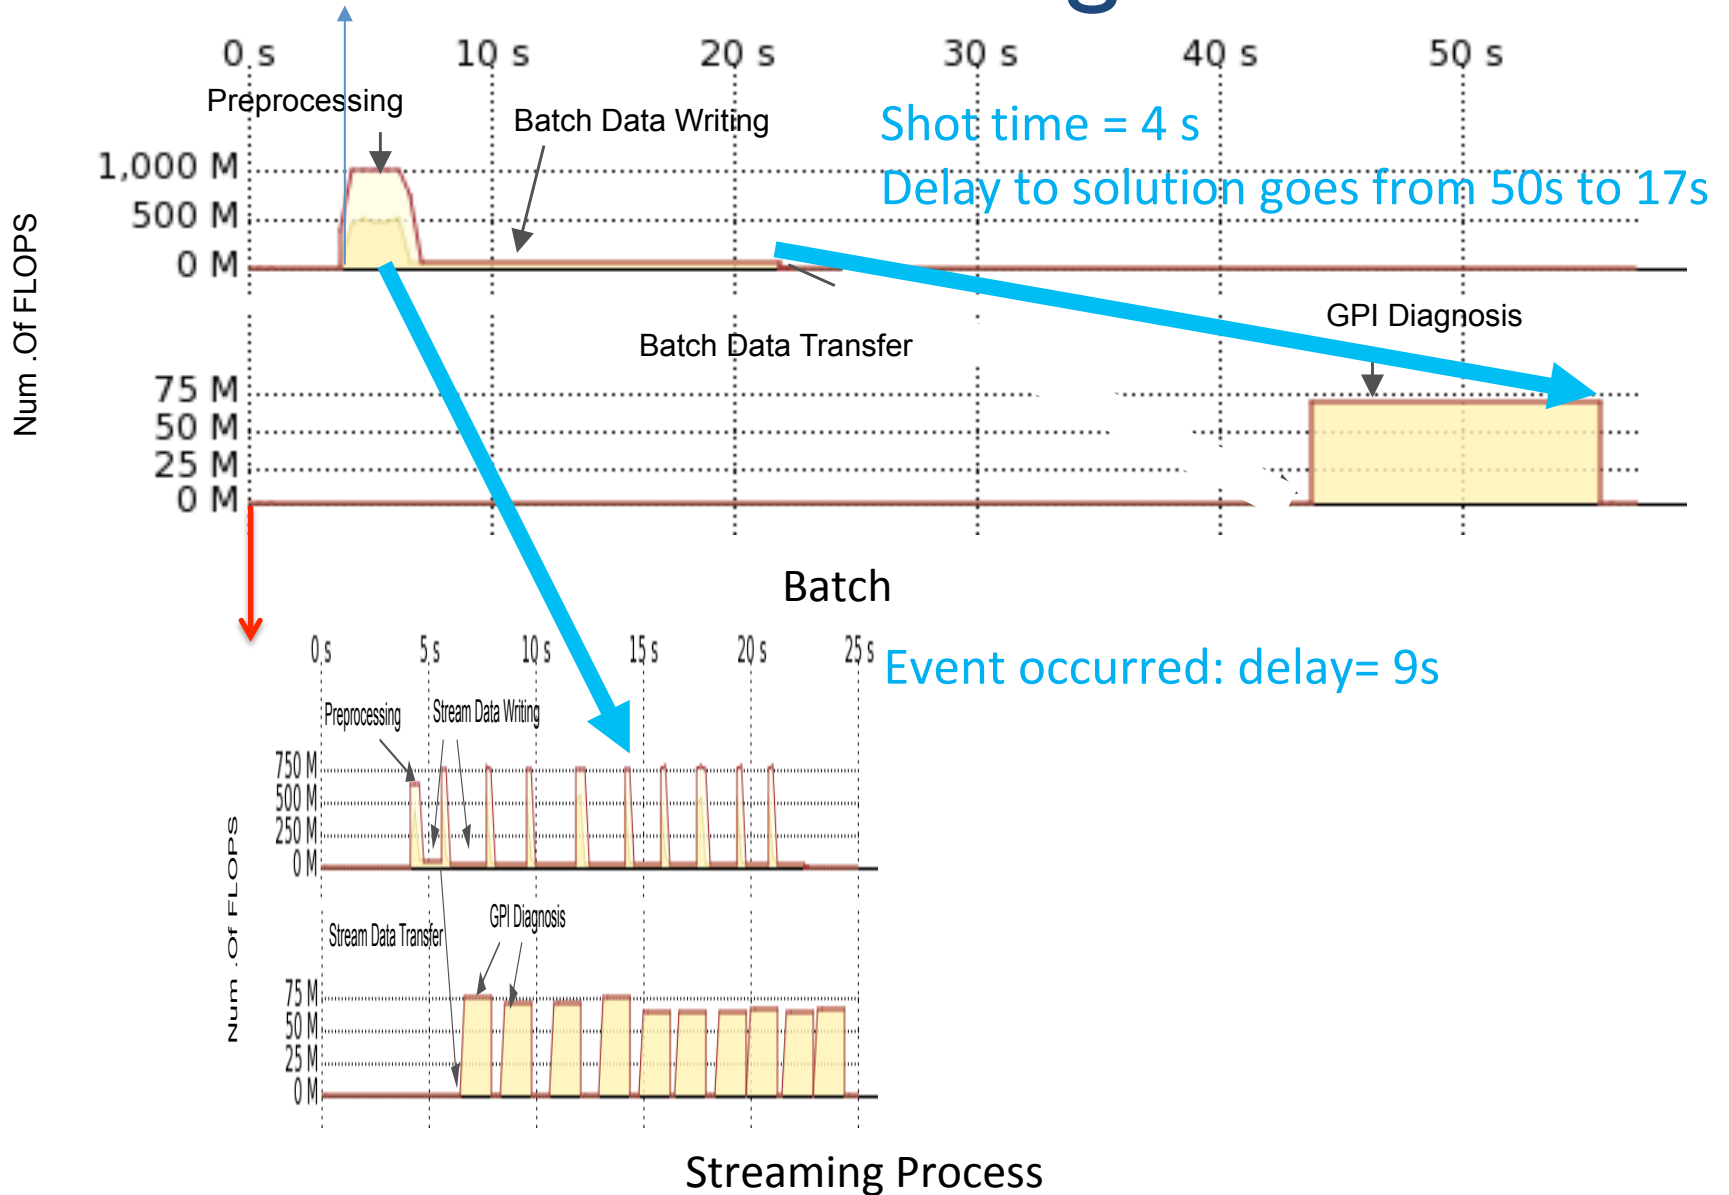 0 s 10 s 20 s 30 s 40 s 50 s
Preprocessing
Batch Data Writing
Shot time = 4 s
Delay to solution goes from 50s to 17s
1,000 M
500 M
0 M
Num .Of FLOPS
GPI Diagnosis
Batch Data Transfer
75 M
50 M
25 M
0 M
Batch
0 s 5 s 10 s 15 s 20 s 25 s
Event occurred: delay= 9s
Preprocessing
Stream Data Writing
750 M
500 M
250 M
0 M
Num .Of FLOPS
GPI Diagnosis
Stream Data Transfer
75 M
50 M
25 M
0 M
Streaming Process